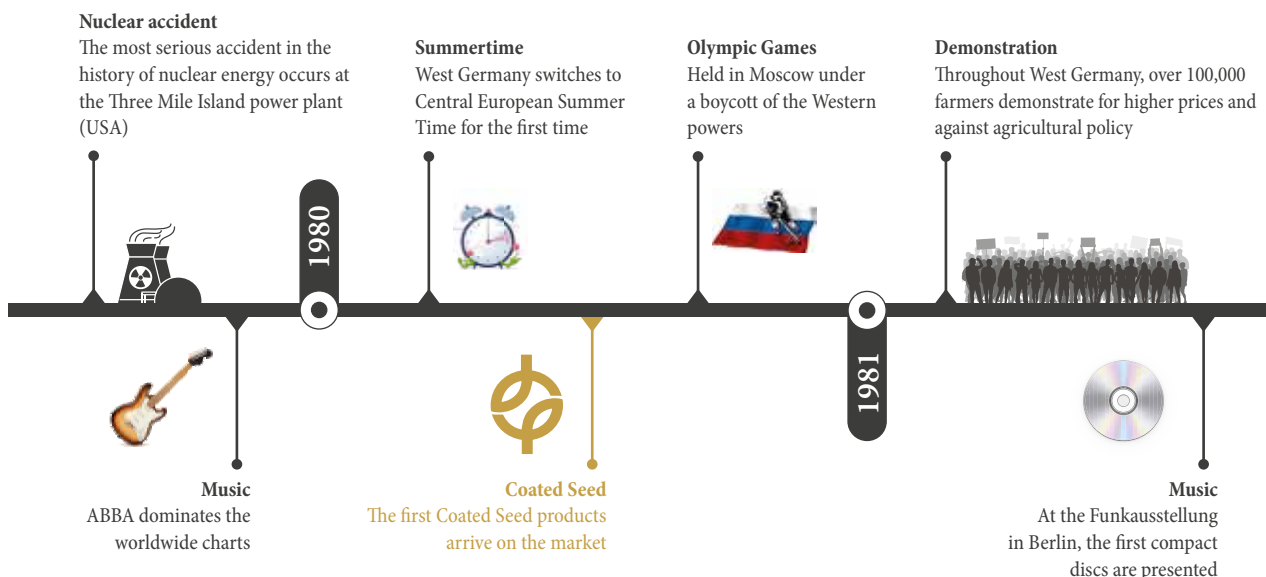 Nuclear accident
The most serious accident in the
history of nuclear energy occurs at
the Three Mile Island power plant
(USA)
Summertime
West Germany switches to
Central European Summer
Time for the first time
Olympic Games
Held in Moscow under
a boycott of the Western
powers
Demonstration
Throughout West Germany, over 100,000
farmers demonstrate for higher prices and
against agricultural policy
1980
1981
Music
ABBA dominates the
worldwide charts
Coated Seed
The first Coated Seed products
arrive on the market
Music
At the Funkausstellung
in Berlin, the first compact
discs are presented